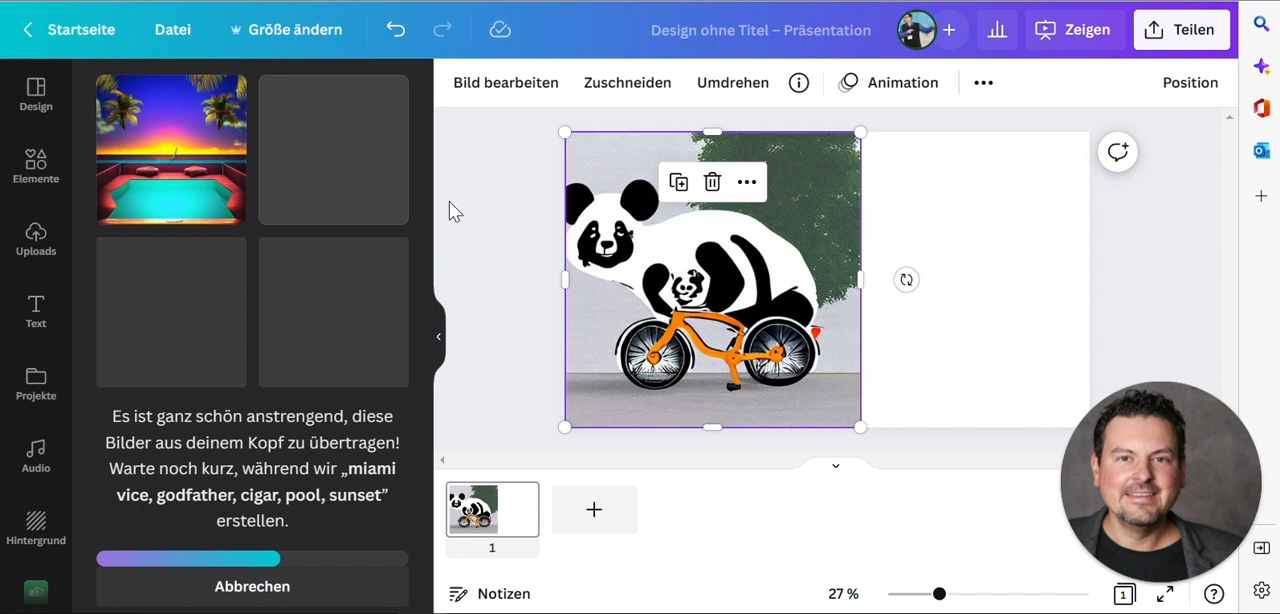 Startseite
Datei
Größe ändern
Design ohne Titel – Präsentation
Zeigen
Teilen
Bild bearbeiten
Zuschneiden
Umdrehen
Animation
Position
Design
Elemente
Uploads
Text
Projekte
Audio
Hintergrund
Es ist ganz schön anstrengend, diese
Bilder aus deinem Kopf zu übertragen!
Warte noch kurz, während wir „miami
vice, godfather, cigar, pool, sunset”
erstellen.
Abbrechen
1
Notizen
27 %
1